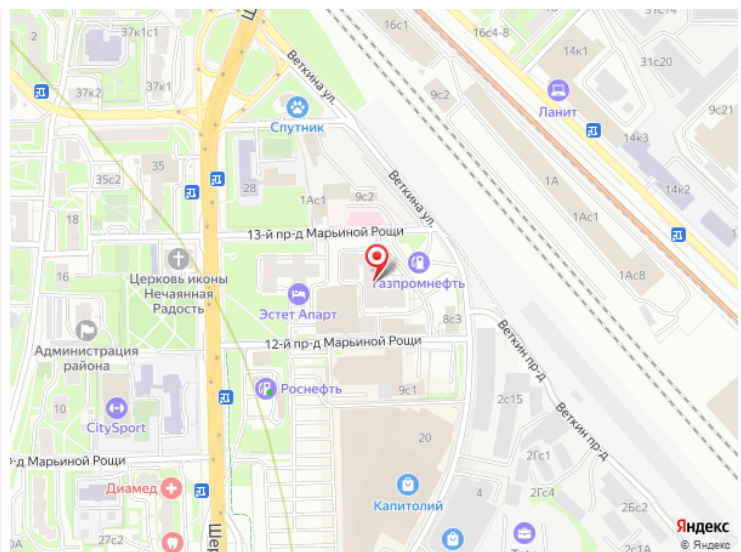 2
37к1с1
Ш
16с1
16с4-8
31с14
14к1
31с20
37к2
37к1
Веткина ул.
9с2
Ланит
9с21
Спутник
14к3
35
28
9с2
35с2
1Ас1
Веткина ул.
1А
14к2
18
13-й пр-д Марьиной Рощи
1Ас1
16
Церковь иконы
Нечаянная
Радость
Газпромнефть
1Ас8
Эстет Апарт
8с3
Администрация
района
12-й пр-д Марьиной Рощи
Веткин пр-д
Роснефть
9с1
2с15
10
CitySport
20
Веткин пр-д
-д Марьиной Рощи
2Гс1
Диамед
Капитолий
4
2Гс4
2Бс2
Шер
27с2
2с1А
Яндекс
© Яндекс